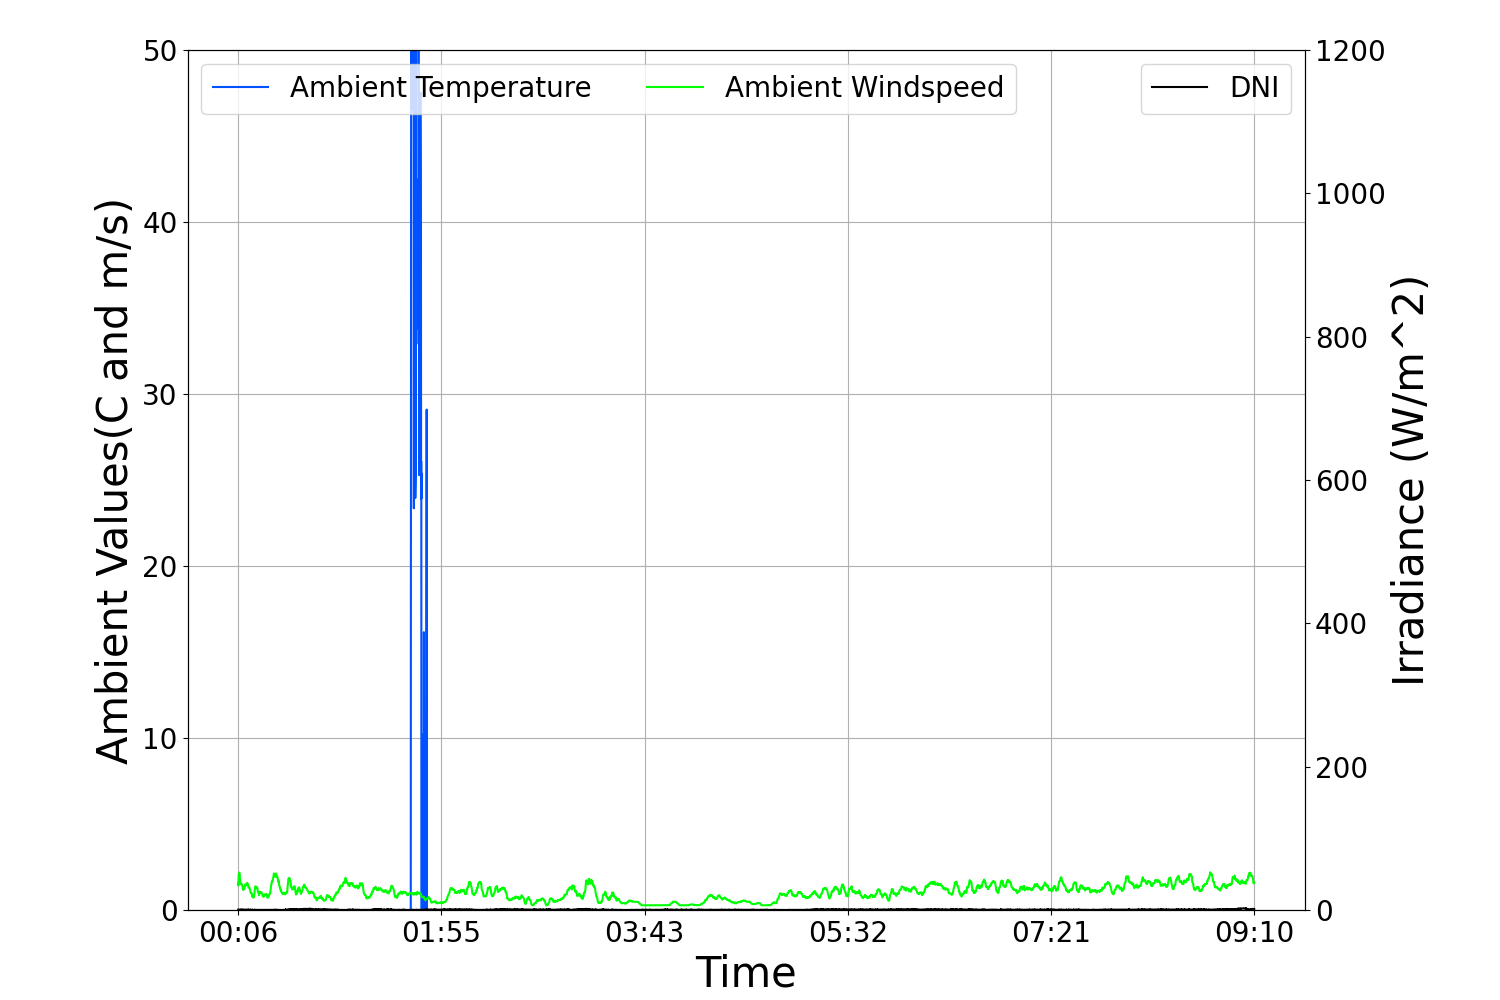 Ambient Temperature
Ambient Windspeed
DNI
Ambient Values(C and m/s)
50
40
30
20
10
0
1200
1000
800
600
400
200
0
Irradiance (W/m^2)
00:06 01:55 03:43 05:32 07:21 09:10
Time